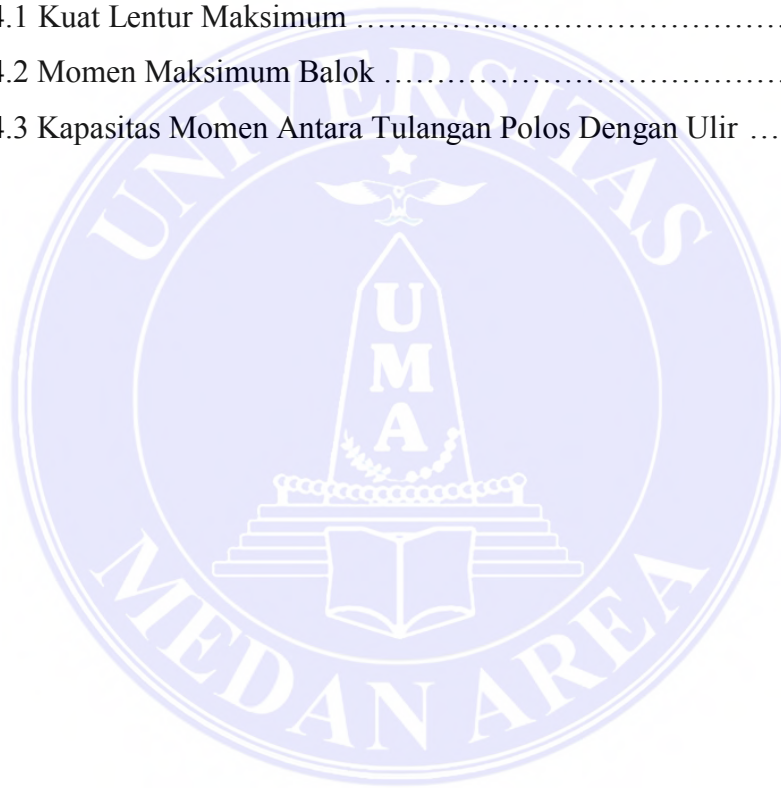 4.1 Kuat Lentur Maksimum …………..……………………………
4.2 Momen Maksimum Balok ….………………………………
4.3 Kapasitas Momen Antara Tulangan Polos Dengan Ulir …
UNIVERSITAS
U
M
A
MEDAN AREA